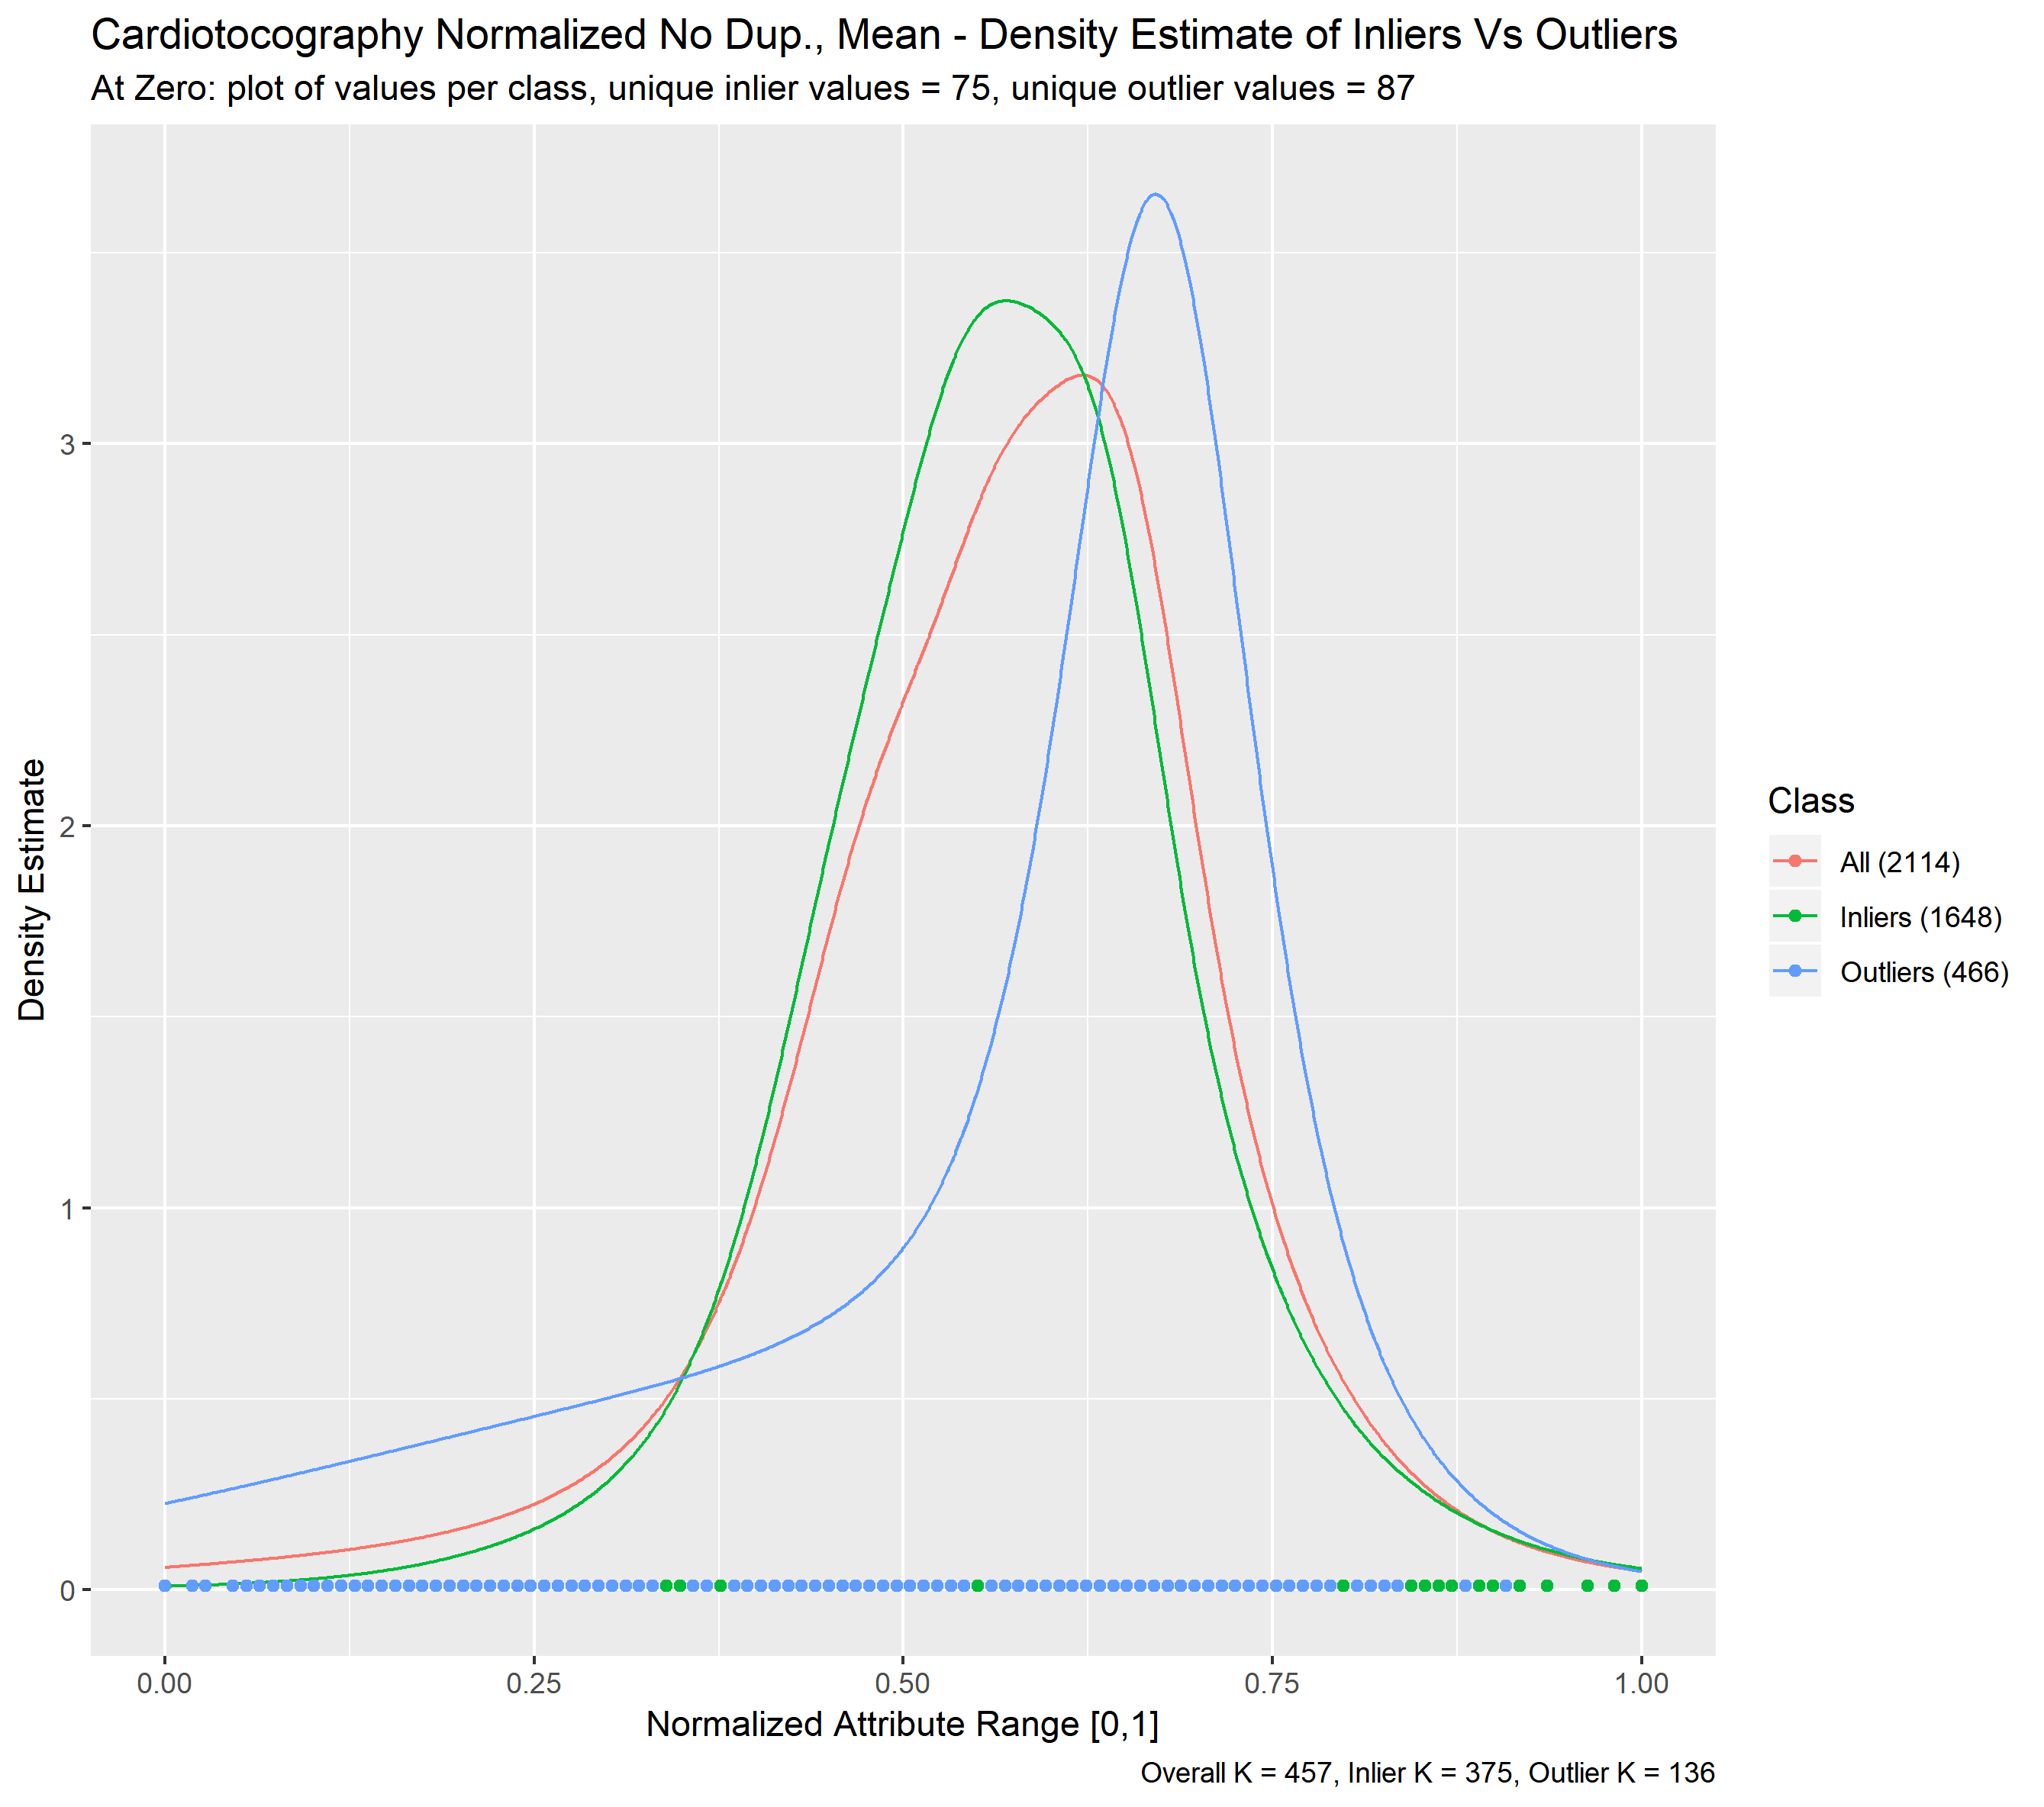 Cardiotocography Normalized No Dup., Mean - Density Estimate of Inliers Vs Outliers
At Zero: plot of values per class, unique inlier values = 75, unique outlier values = 87
Density Estimate
3
2
1
0
0.00 0.25 0.50 0.75 1.00
Normalized Attribute Range [0,1]
Class
All (2114)
Inliers (1648)
Outliers (466)
Overall K = 457, Inlier K = 375, Outlier K = 136